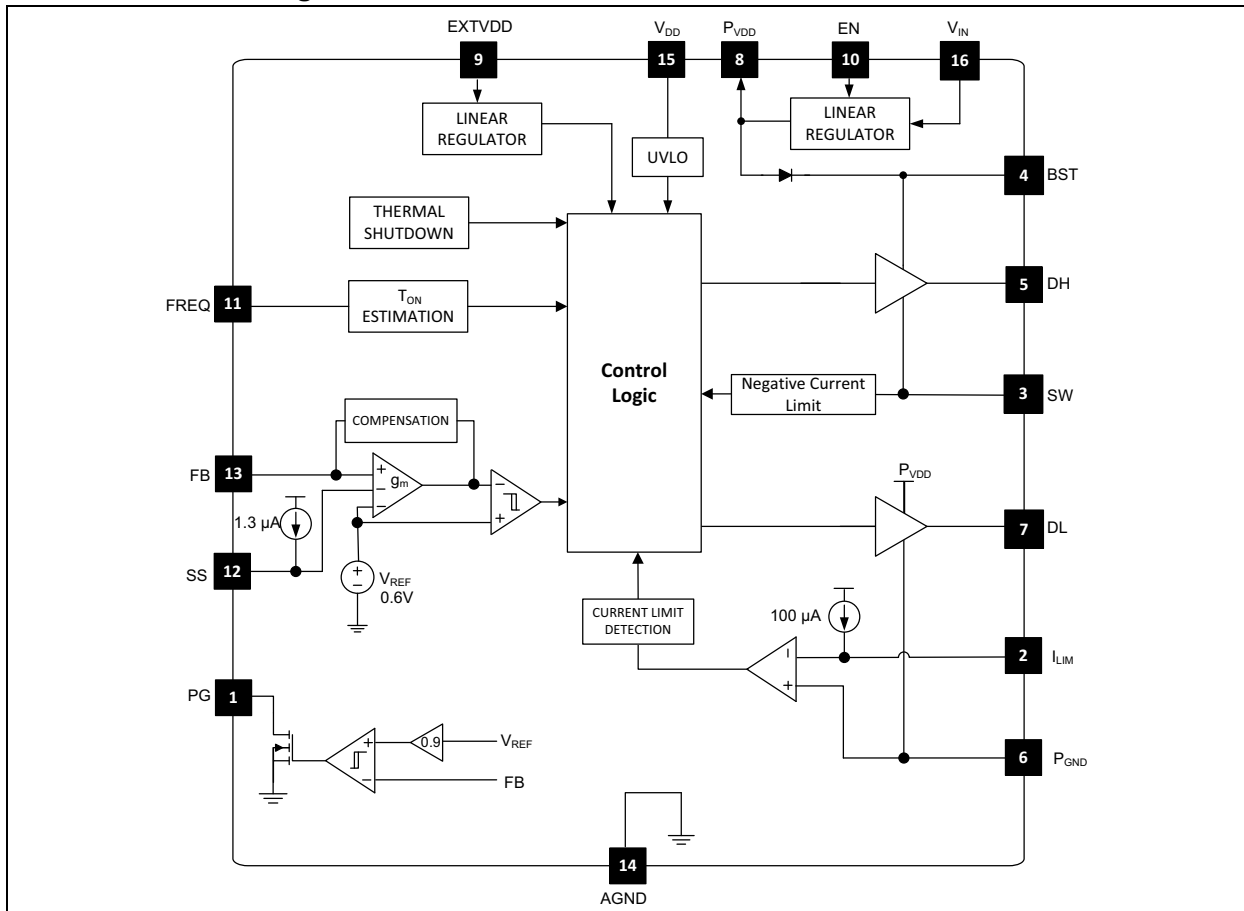 EXTVDD
VDD
PVDD
EN
VIN
9
15
8
10
16
LINEAR
REGULATOR
LINEAR
REGULATOR
UVLO
4
BST
THERMAL
SHUTDOWN
5
DH
FREQ
11
TON
ESTIMATION
Control
Logic
Negative Current
Limit
3
SW
COMPENSATION
FB
13
+
−
−
gm
−
+
PVDD
1.3 µA
7
DL
SS
12
+
−
VREF
0.6V
CURRENT LIMIT
DETECTION
100 µA
−
+
2
ILIM
PG
1
+
−
0.9
VREF
FB
6
PGND
14
AGND